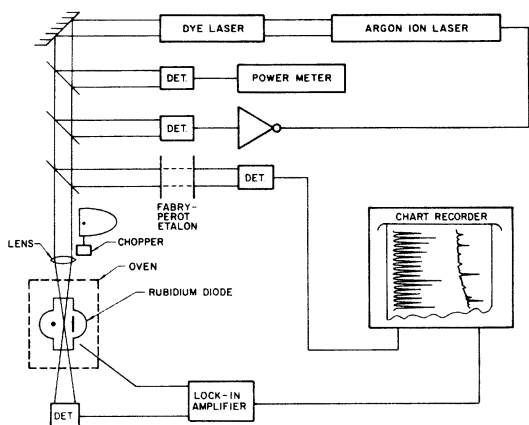 DYE LASER
ARGON ION LASER
DET.
POWER METER
DET.
DET
FABRY-
PEROT
ETALON
CHART RECORDER
CHOPPER
LENS
OVEN
RUBIDIUM DIODE
LOCK-IN
AMPLIFIER
DET